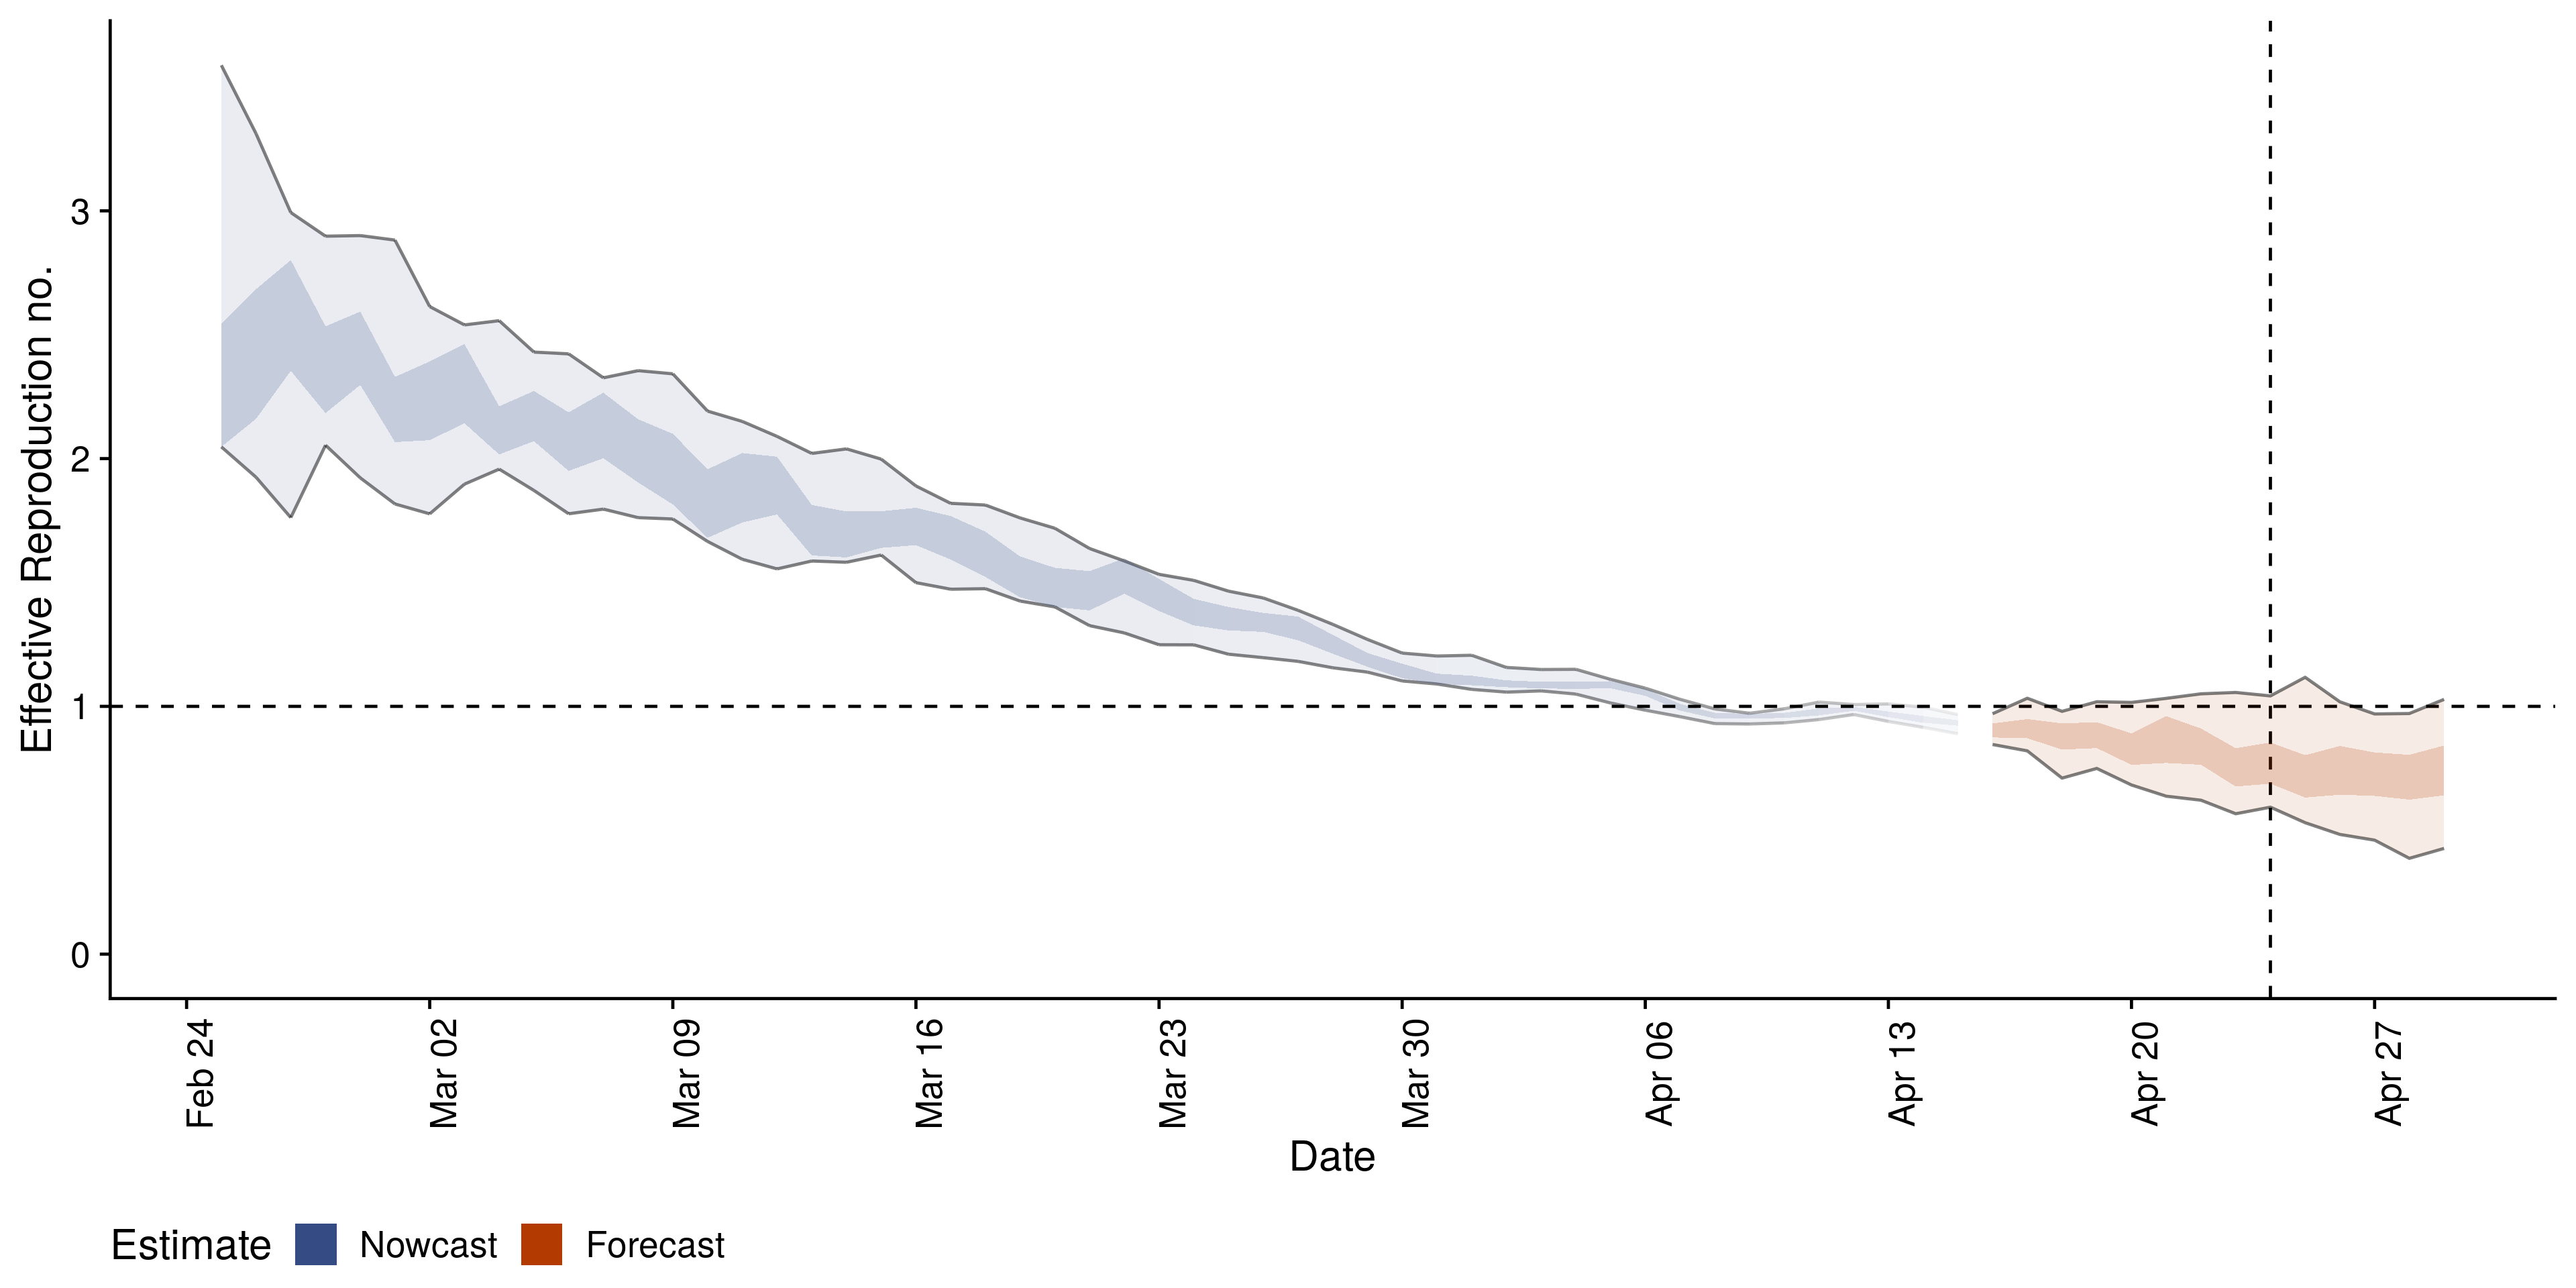 Effective Reproduction no.
3
2
1
0
Feb 24
Mar 02
Mar 09
Mar 16
Mar 23
Mar 30
Apr 06
Apr 13
Apr 20
Apr 27
Date
Estimate Nowcast Forecast